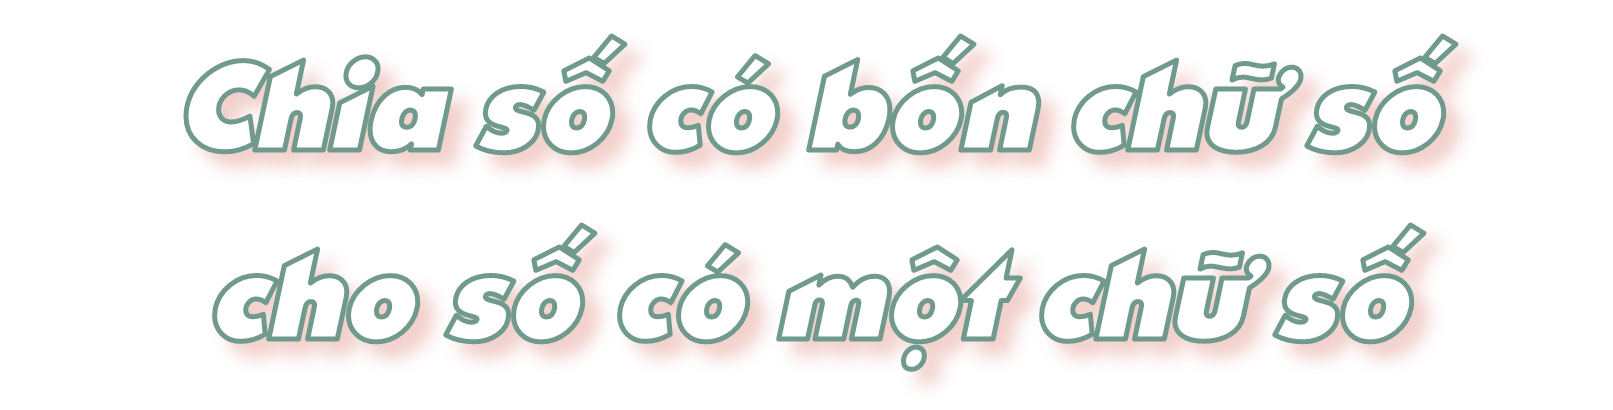 Chia số có bốn chữ số
cho số có một chữ số